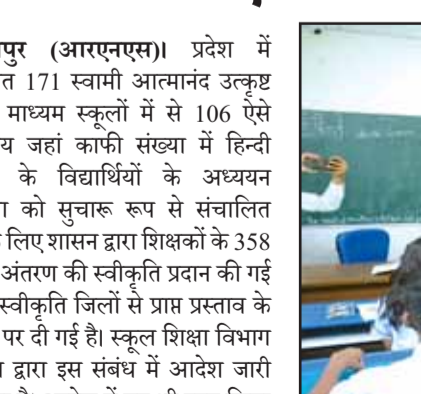 पुर (आरएनएस)। प्रदेश में
त 171 स्वामी आत्मानंद उत्कृष्ट
माध्यम स्कूलों में से 106 ऐसे
य जहां काफी संख्या में हिन्दी
के विद्यार्थियों के अध्ययन
को सुचारू रूप से संचालित
लिए शासन द्वारा शिक्षकों के 358
अंतरण की स्वीकृति प्रदान की गई
स्वीकृति जिलों से प्राप्त प्रस्ताव के
पर दी गई है। स्कूल शिक्षा विभाग
द्वारा इस संबंध में आदेश जारी